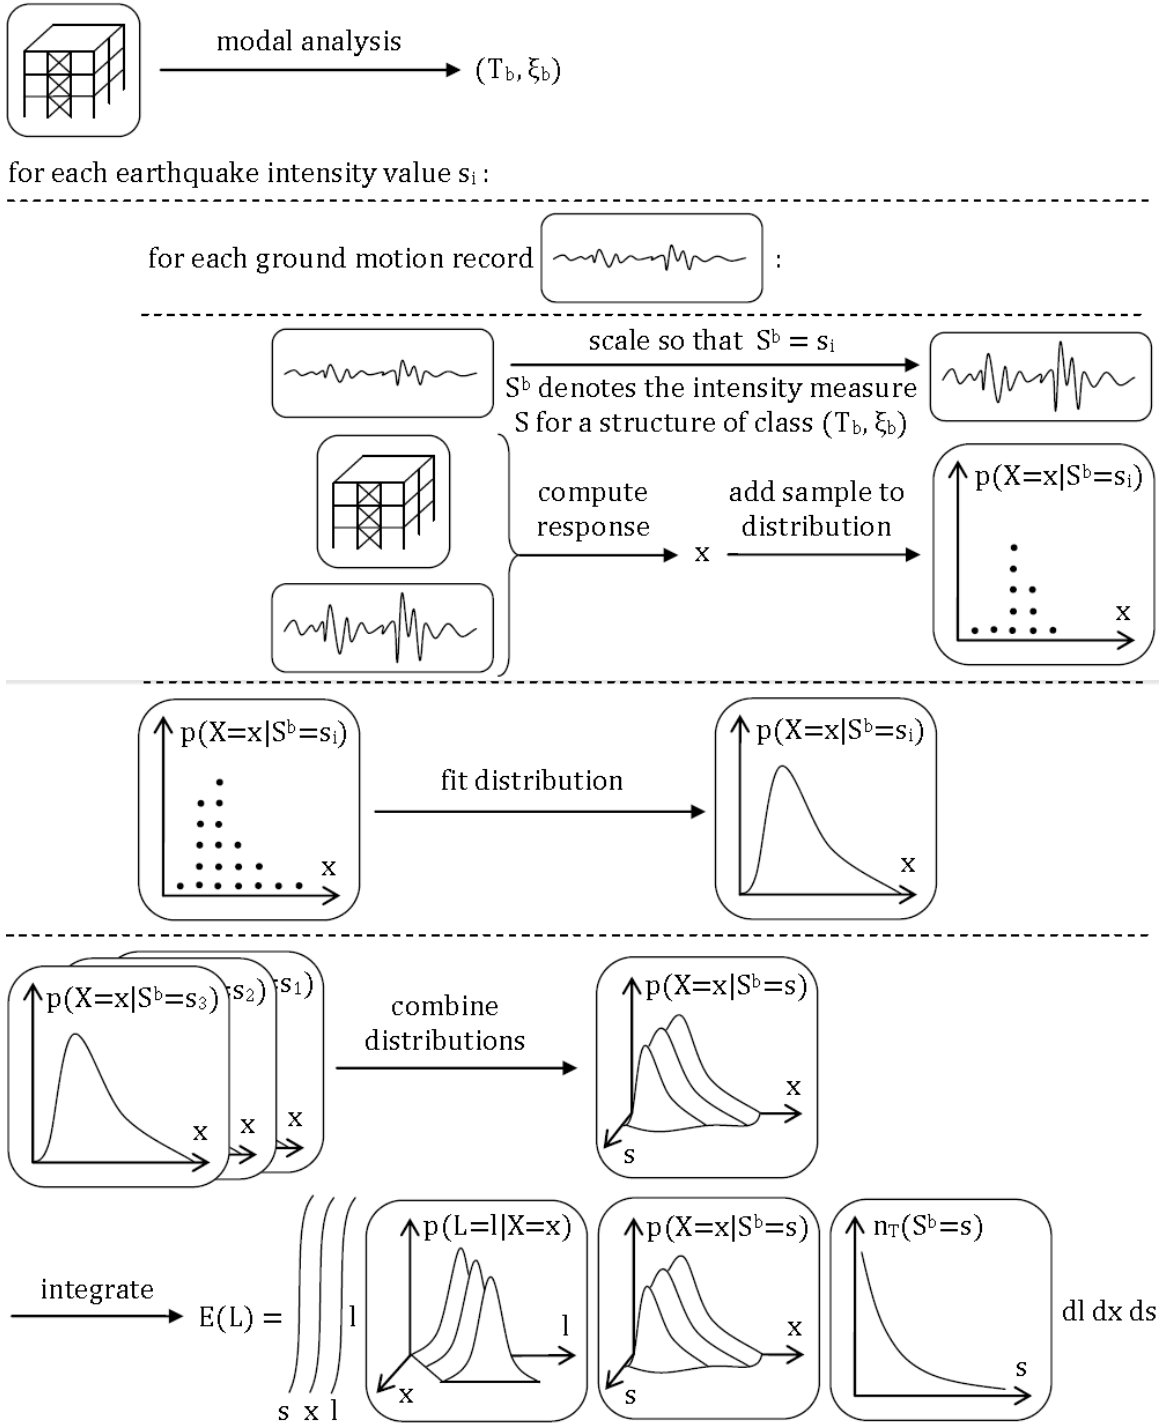 modal analysis
(Tb, ξb)
for each earthquake intensity value si :
for each ground motion record :
scale so that Sᵇ = si
Sᵇ denotes the intensity measure
S for a structure of class (Tb, ξb)
p(X=x|Sᵇ=si)
compute
response
x
add sample to
distribution
x
p(X=x|Sᵇ=si)
x
fit distribution
p(X=x|Sᵇ=si)
x
p(X=x|Sᵇ=s3)
x
=s2)
x
=s1)
x
combine
distributions
p(X=x|Sᵇ=s)
x
s
integrate
E(L) =
s x l
l
p(L=l|X=x)
l
x
p(X=x|Sᵇ=s)
x
s
nT(Sᵇ=s)
s
dl dx ds